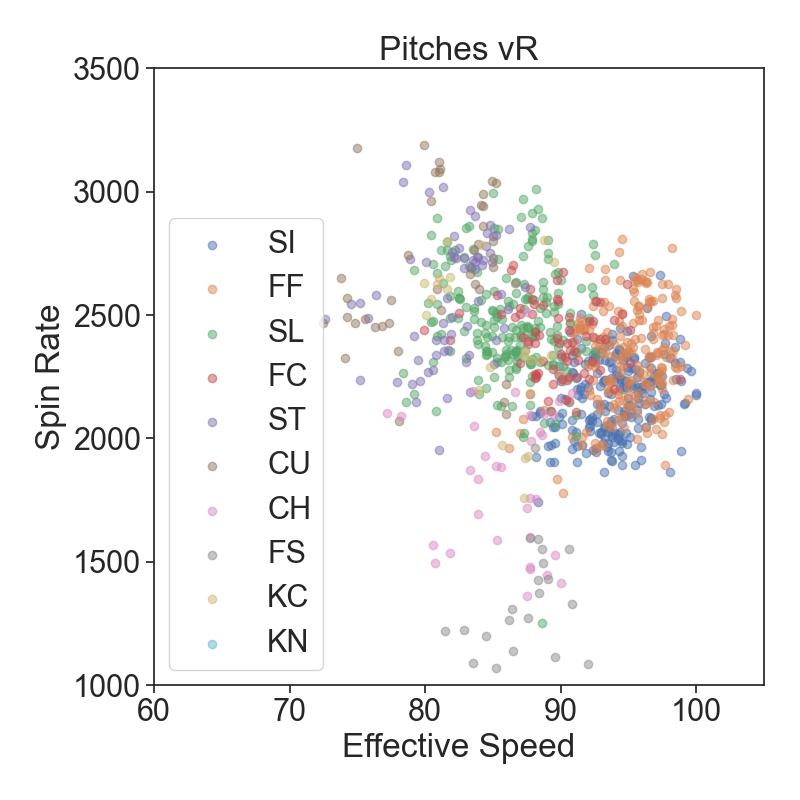 Pitches vR
3500
3000
2500
2000
1500
1000
Spin Rate
SI
FF
SL
FC
ST
CU
CH
FS
KC
KN
60 70 80 90 100
Effective Speed